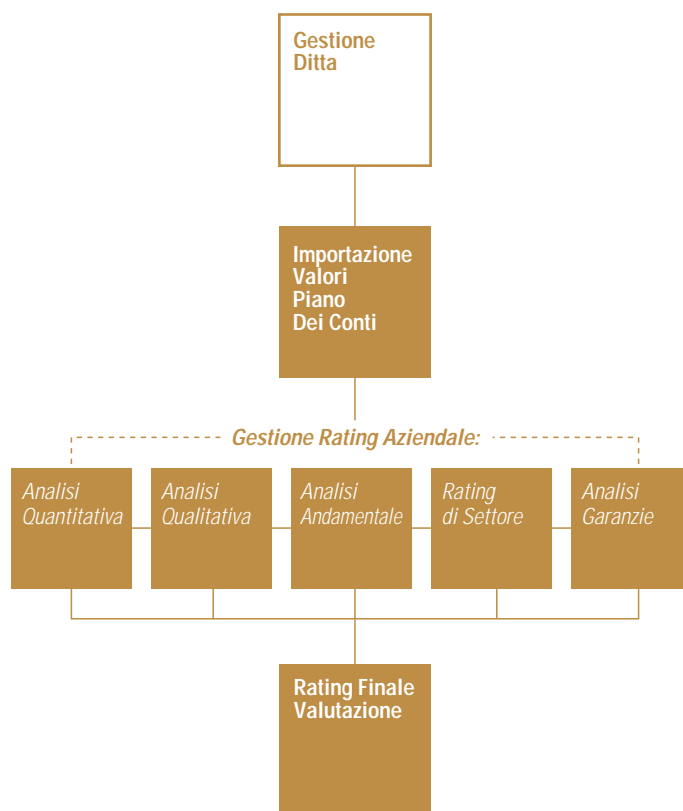 Gestione
Ditta
Importazione
Valori
Piano
Dei Conti
Gestione Rating Aziendale:
Analisi
Quantitativa
Analisi
Qualitativa
Analisi
Andamentale
Rating
di Settore
Analisi
Garanzie
Rating Finale
Valutazione